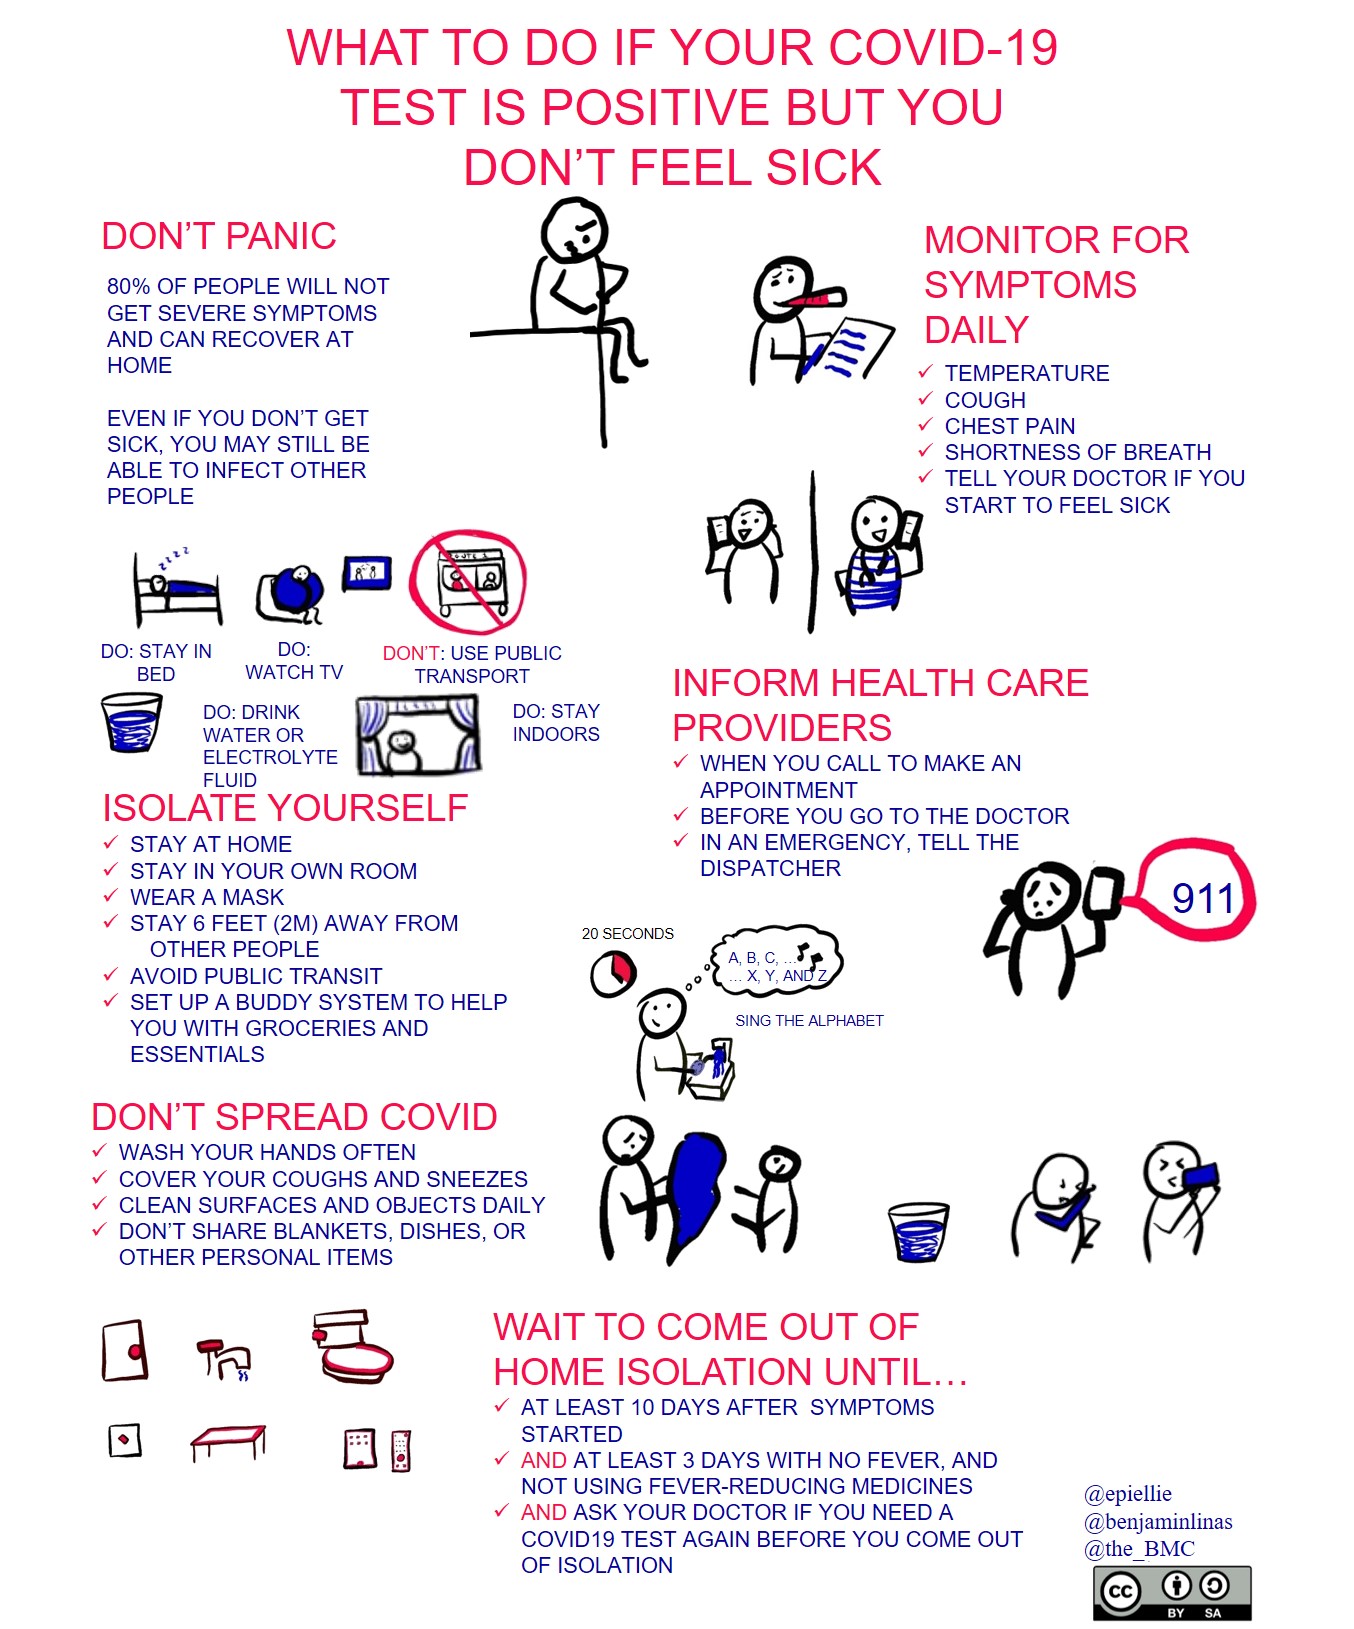 WHAT TO DO IF YOUR COVID-19
TEST IS POSITIVE BUT YOU
DON'T FEEL SICK
DON'T PANIC
80% OF PEOPLE WILL NOT
GET SEVERE SYMPTOMS
AND CAN RECOVER AT
HOME
EVEN IF YOU DON'T GET
SICK, YOU MAY STILL BE
ABLE TO INFECT OTHER
PEOPLE
MONITOR FOR
SYMPTOMS
DAILY
✓ TEMPERATURE
✓ COUGH
✓ CHEST PAIN
✓ SHORTNESS OF BREATH
✓ TELL YOUR DOCTOR IF YOU
START TO FEEL SICK
zzzz
DO: STAY IN
BED
DO:
WATCH TV
DON'T: USE PUBLIC
TRANSPORT
DO: DRINK
WATER OR
ELECTROLYTE
FLUID
DO: STAY
INDOORS
INFORM HEALTH CARE
PROVIDERS
✓ WHEN YOU CALL TO MAKE AN
APPOINTMENT
✓ BEFORE YOU GO TO THE DOCTOR
✓ IN AN EMERGENCY, TELL THE
DISPATCHER
911
ISOLATE YOURSELF
✓ STAY AT HOME
✓ STAY IN YOUR OWN ROOM
✓ WEAR A MASK
✓ STAY 6 FEET (2M) AWAY FROM
OTHER PEOPLE
✓ AVOID PUBLIC TRANSIT
✓ SET UP A BUDDY SYSTEM TO HELP
YOU WITH GROCERIES AND
ESSENTIALS
20 SECONDS
A, B, C, ...
... X, Y, AND Z
SING THE ALPHABET
DON'T SPREAD COVID
✓ WASH YOUR HANDS OFTEN
✓ COVER YOUR COUGHS AND SNEEZES
✓ CLEAN SURFACES AND OBJECTS DAILY
✓ DON'T SHARE BLANKETS, DISHES, OR
OTHER PERSONAL ITEMS
WAIT TO COME OUT OF
HOME ISOLATION UNTIL…
✓ AT LEAST 10 DAYS AFTER SYMPTOMS
STARTED
✓ AND AT LEAST 3 DAYS WITH NO FEVER, AND
NOT USING FEVER-REDUCING MEDICINES
✓ AND ASK YOUR DOCTOR IF YOU NEED A
COVID19 TEST AGAIN BEFORE YOU COME OUT
OF ISOLATION
@epiellie
@benjaminlinas
@the_BMC
cc
BY SA